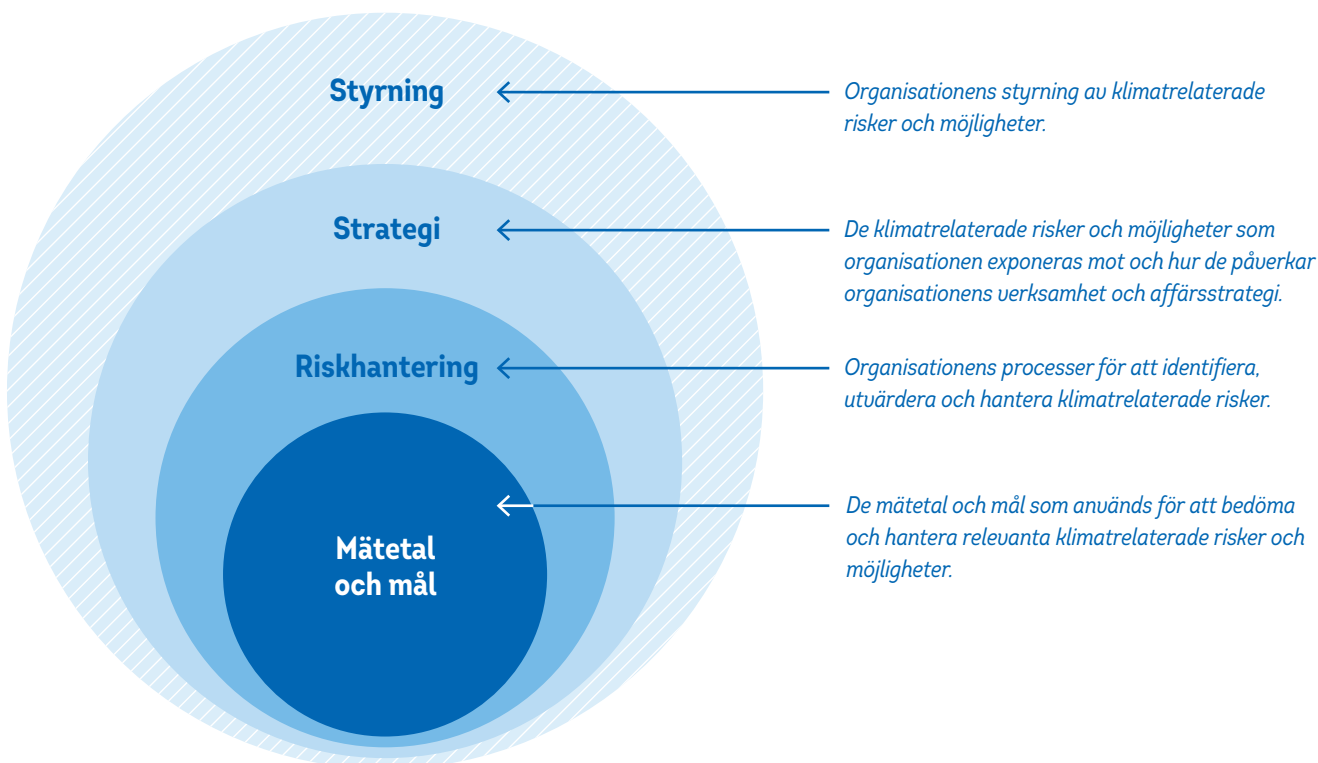 Styrning
Organisationens styrning av klimatrelaterade
risker och möjligheter.
Strategi
De klimatrelaterade risker och möjligheter som
organisationen exponeras mot och hur de påverkar
organisationens verksamhet och affärsstrategi.
Riskhantering
Organisationens processer för att identifiera,
utvärdera och hantera klimatrelaterade risker.
Mätetal
och mål
De mätetal och mål som används för att bedöma
och hantera relevanta klimatrelaterade risker och
möjligheter.